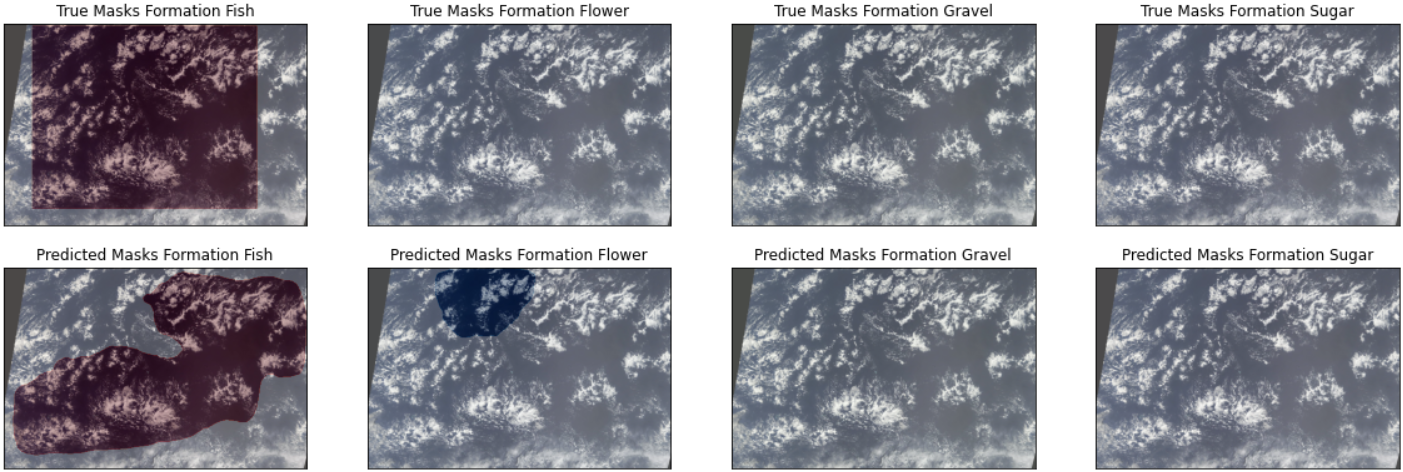 True Masks Formation Fish
True Masks Formation Flower
True Masks Formation Gravel
True Masks Formation Sugar
Predicted Masks Formation Fish
Predicted Masks Formation Flower
Predicted Masks Formation Gravel
Predicted Masks Formation Sugar